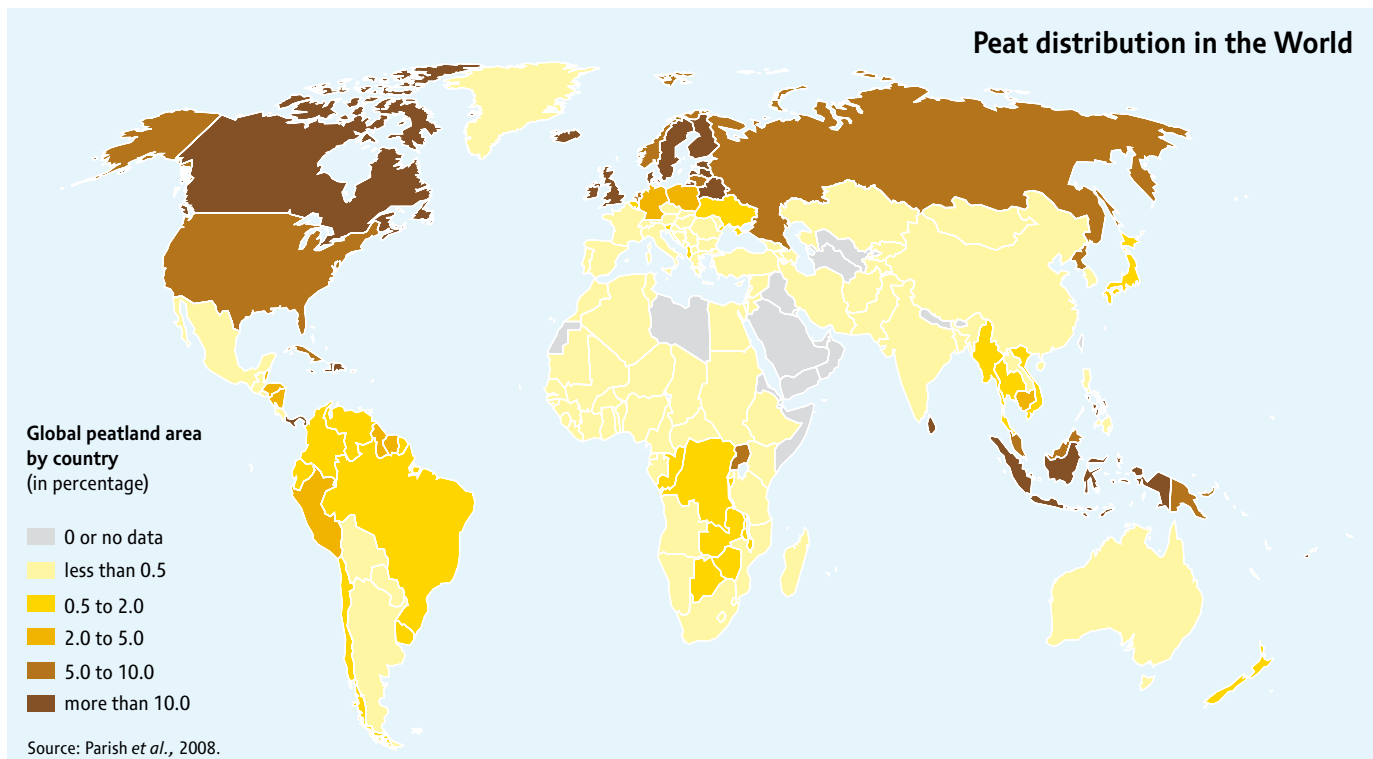 Peat distribution in the World
Global peatland area
by country
(in percentage)
0 or no data
less than 0.5
0.5 to 2.0
2.0 to 5.0
5.0 to 10.0
more than 10.0
Source: Parish et al., 2008.